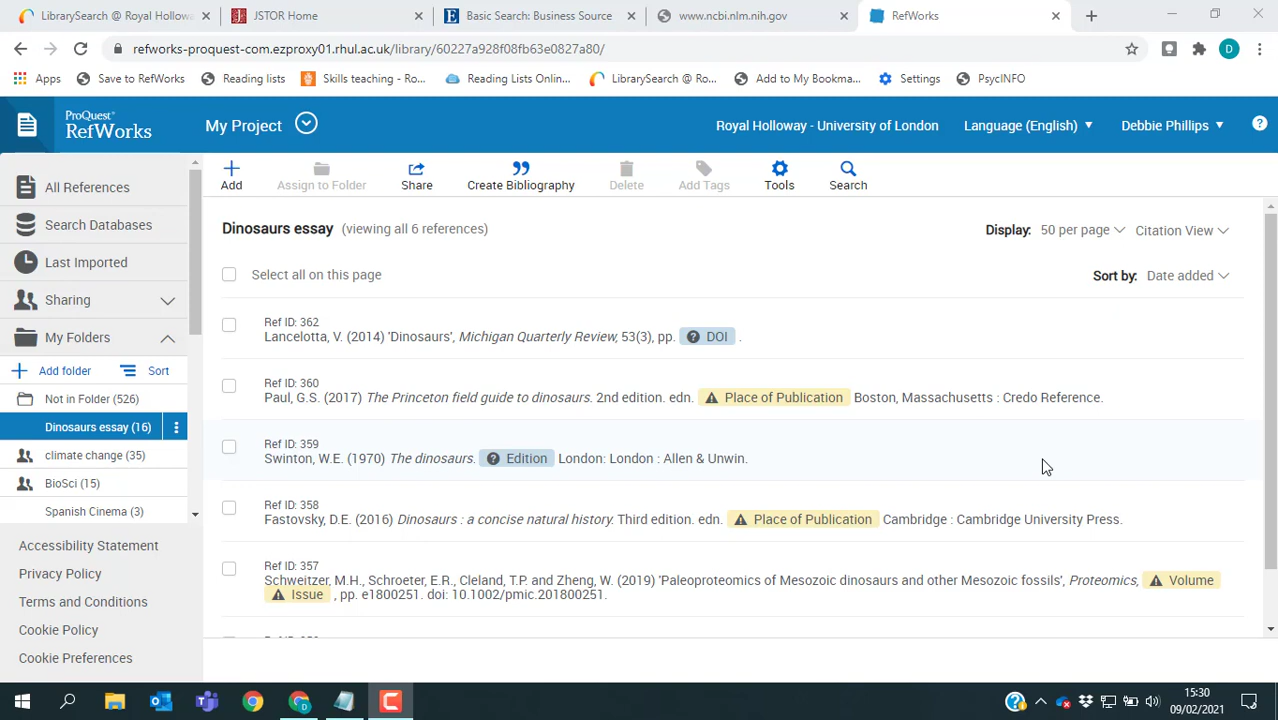 LibrarySearch @ Royal Hollowa
JSTOR Home
Basic Search: Business Source
www.ncbi.nlm.nih.gov
RefWorks
refworks-proquest-com.ezproxy01.rhul.ac.uk/library/60227a928f08fb63e0827a80/
D
Apps
Save to RefWorks
Reading lists
Skills teaching - Ro...
Reading Lists Onlin...
LibrarySearch @ Ro...
Add to My Bookma...
Settings
PsycINFO
ProQuest®
RefWorks
My Project
Royal Holloway - University of London
Language (English)
Debbie Phillips
All References
Search Databases
Last Imported
Sharing
My Folders
Add folder
Sort
Not in Folder (526)
Dinosaurs essay (16)
climate change (35)
BioSci (15)
Spanish Cinema (3)
Accessibility Statement
Privacy Policy
Terms and Conditions
Cookie Policy
Cookie Preferences
Add
Assign to Folder
Share
Create Bibliography
Delete
Add Tags
Tools
Search
Dinosaurs essay (viewing all 6 references)
Display: 50 per page Citation View
Select all on this page
Sort by: Date added
Ref ID: 362
Lancelotta, V. (2014) 'Dinosaurs', Michigan Quarterly Review, 53(3), pp. DOI .
Ref ID: 360
Paul, G.S. (2017) The Princeton field guide to dinosaurs. 2nd edition. edn. Place of Publication Boston, Massachusetts : Credo Reference.
Ref ID: 359
Swinton, W.E. (1970) The dinosaurs. Edition London: London : Allen & Unwin.
Ref ID: 358
Fastovsky, D.E. (2016) Dinosaurs : a concise natural history. Third edition. edn. Place of Publication Cambridge : Cambridge University Press.
Ref ID: 357
Schweitzer, M.H., Schroeter, E.R., Cleland, T.P. and Zheng, W. (2019) 'Paleoproteomics of Mesozoic dinosaurs and other Mesozoic fossils', Proteomics, Volume
Issue , pp. e1800251. doi: 10.1002/pmic.201800251.
15:30
09/02/2021